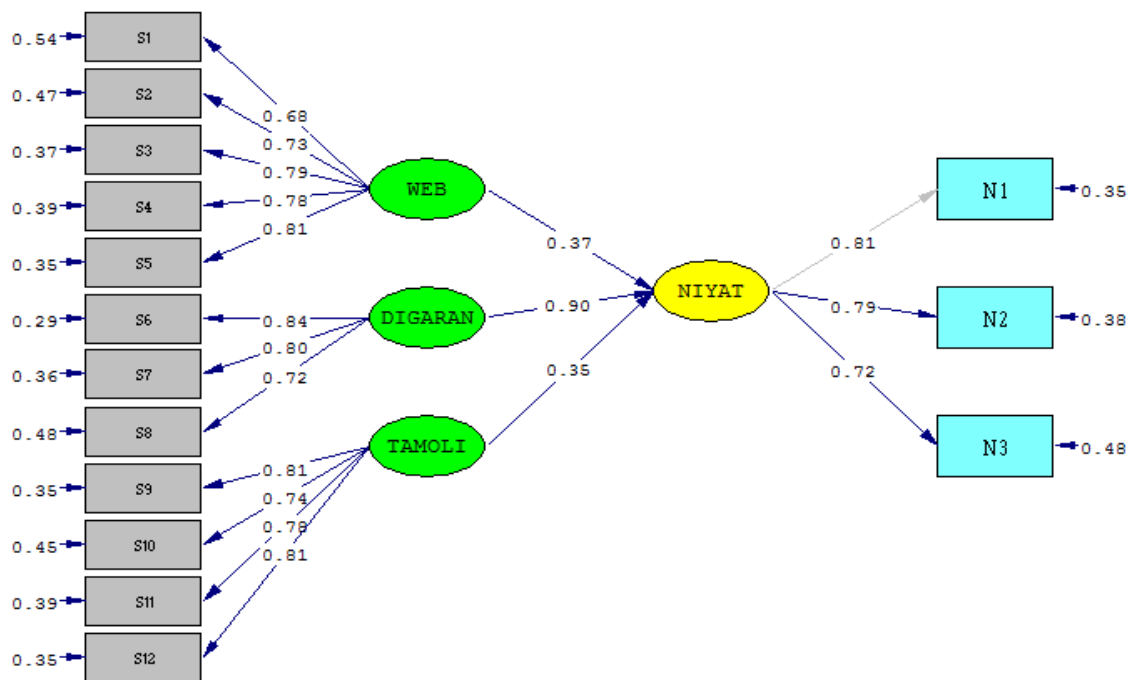 0.54 S1
0.47 S2
0.37 S3
0.39 S4
0.35 S5
0.29 S6
0.36 S7
0.48 S8
0.35 S9
0.45 S10
0.39 S11
0.35 S12
0.68
0.73
0.79
0.78
0.81
0.84
0.80
0.72
0.81
0.74
0.78
0.81
WEB
DIGARAN
TAMOLI
0.37
0.90
0.35
NIYAT
0.81
0.79
0.72
N1 0.35
N2 0.38
N3 0.48